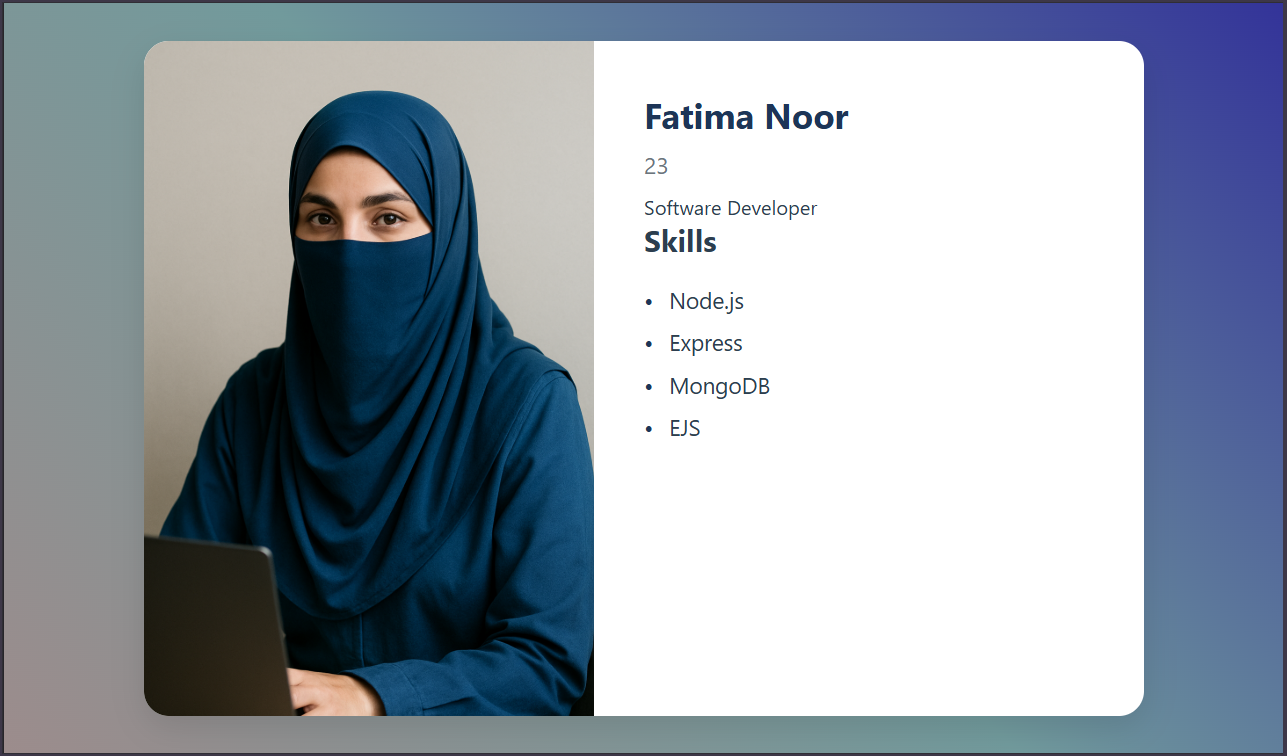 Fatima Noor
23
Software Developer
Skills
• Node.js
• Express
• MongoDB
• EJS